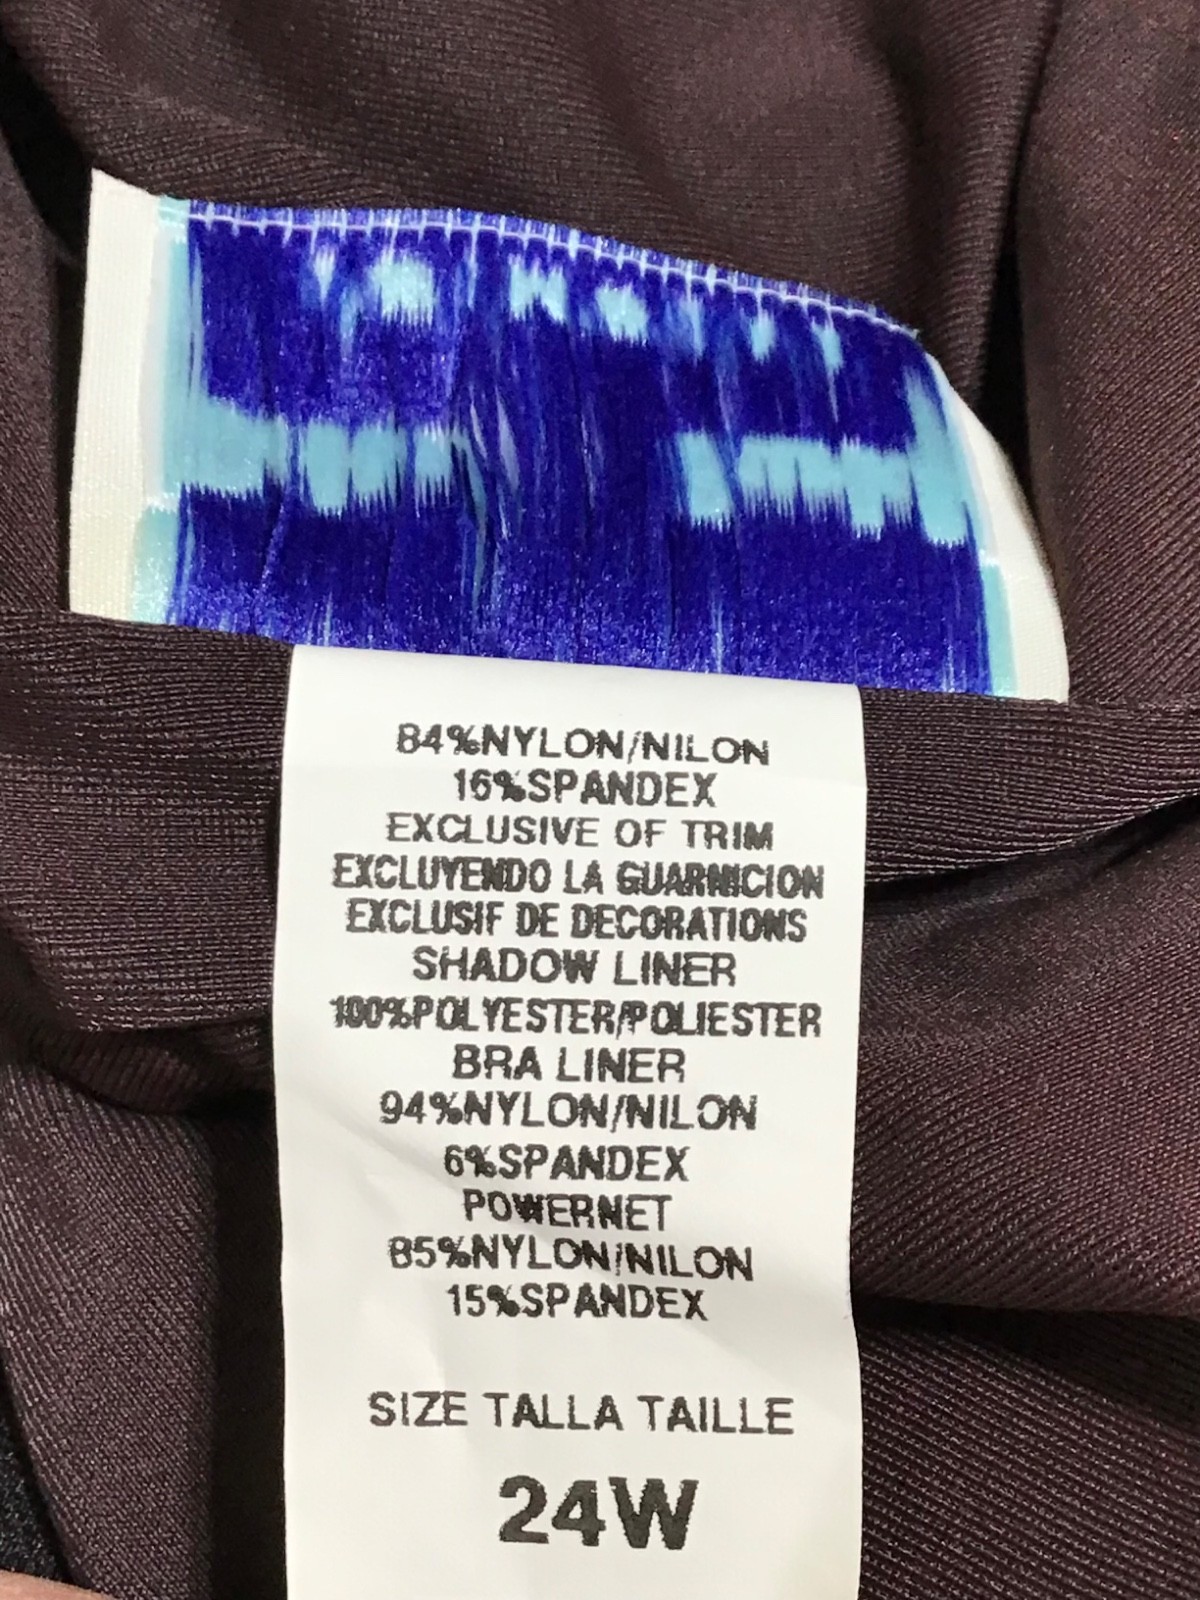 84%NYLON/NILON
16%SPANDEX
EXCLUSIVE OF TRIM
EXCLUYENDO LA GUARNICION
EXCLUSIF DE DECORATIONS
SHADOW LINER
100%POLYESTER/POLIESTER
BRA LINER
94%NYLON/NILON
6%SPANDEX
POWERNET
85%NYLON/NILON
15%SPANDEX
SIZE TALLA TAILLE
24W